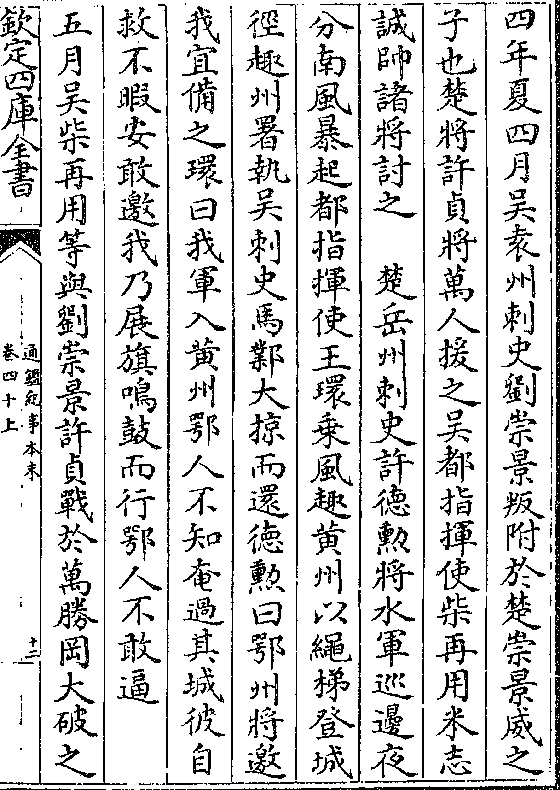 四年夏四月吳袁州刺史劉崇景叛附於楚崇景威之
子也楚將許貞將萬人援之吳都指揮使柴再用米志
誠帥諸將討之　楚岳州刺史許德勲將水軍巡邊夜
分南風暴起都指揮使王環乗風趣黄州以繩梯登城
徑趣州署執吳刺史馬鄴大掠而還德勲曰鄂州將邀
我宜備之環曰我軍入黄州鄂人不知奄過其城彼自
救不暇安敢邀我乃展旗鳴鼓而行鄂人不敢逼
五月吳柴再用等與劉崇景許貞戰於萬勝岡大破之
欽定四庫全書
通鑑紀事本末
卷四十上
十二